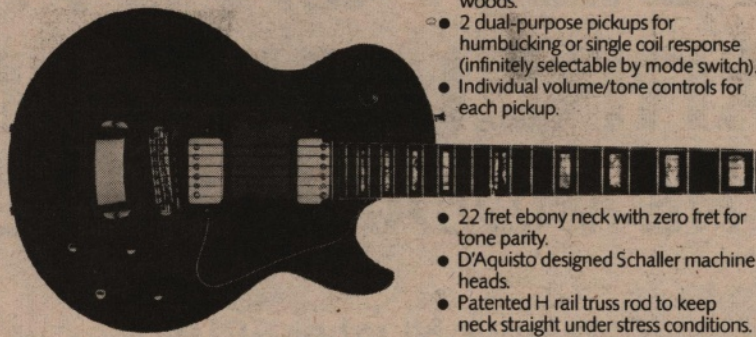 woods.
● 2 dual-purpose pickups for
humbucking or single coil response
(infinitely selectable by mode switch).
● Individual volume/tone controls for
each pickup.
● 22 fret ebony neck with zero fret for
tone parity.
● D'Aquisto designed Schaller machine
heads.
● Patented H rail truss rod to keep
neck straight under stress conditions.